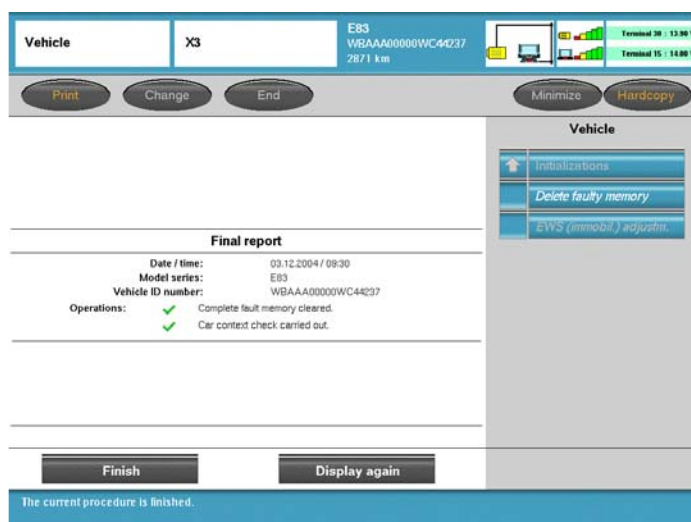 Vehicle
X3
E83
WBAAA00000WC44237
2871 km
Terminal 30 : 13.90
Terminal 15 : 14.00
Print
Change
End
Minimize
Hardcopy
Vehicle
Initializations
Delete faulty memory
EWS (immobil.) adjustm.
Final report
Date / time: 03.12.2004 / 09:30
Model series: E83
Vehicle ID number: WBAAA00000WC44237
Operations: Complete fault memory cleared.
Car context check carried out.
Finish
Display again
The current procedure is finished.